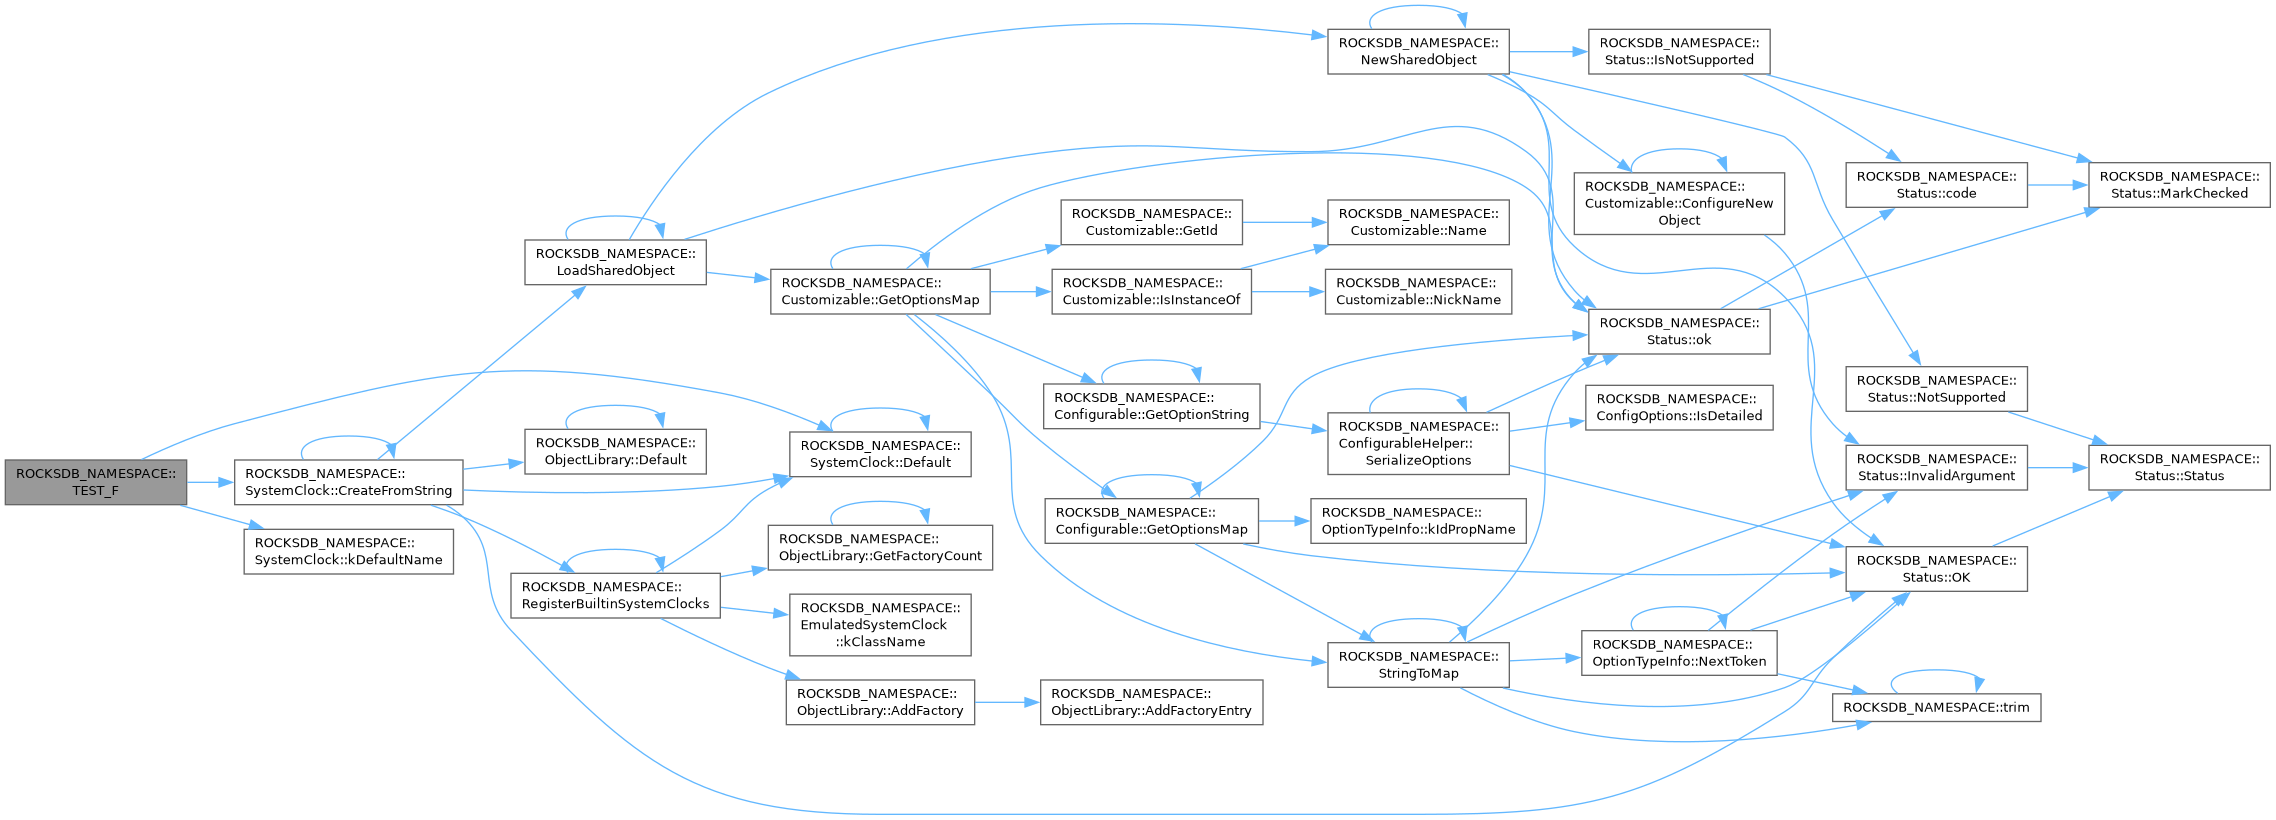 ROCKSDB_NAMESPACE::
TEST_F
ROCKSDB_NAMESPACE::
SystemClock::CreateFromString
ROCKSDB_NAMESPACE::
SystemClock::kDefaultName
ROCKSDB_NAMESPACE::
LoadSharedObject
ROCKSDB_NAMESPACE::
ObjectLibrary::Default
ROCKSDB_NAMESPACE::
RegisterBuiltinSystemClocks
ROCKSDB_NAMESPACE::
Customizable::GetOptionsMap
ROCKSDB_NAMESPACE::
SystemClock::Default
ROCKSDB_NAMESPACE::
ObjectLibrary::GetFactoryCount
ROCKSDB_NAMESPACE::
EmulatedSystemClock
::kClassName
ROCKSDB_NAMESPACE::
ObjectLibrary::AddFactory
ROCKSDB_NAMESPACE::
Customizable::GetId
ROCKSDB_NAMESPACE::
Customizable::IsInstanceOf
ROCKSDB_NAMESPACE::
Configurable::GetOptionString
ROCKSDB_NAMESPACE::
Configurable::GetOptionsMap
ROCKSDB_NAMESPACE::
ObjectLibrary::AddFactoryEntry
ROCKSDB_NAMESPACE::
NewSharedObject
ROCKSDB_NAMESPACE::
Customizable::Name
ROCKSDB_NAMESPACE::
Customizable::NickName
ROCKSDB_NAMESPACE::
ConfigurableHelper::
SerializeOptions
ROCKSDB_NAMESPACE::
OptionTypeInfo::kIdPropName
ROCKSDB_NAMESPACE::
StringToMap
ROCKSDB_NAMESPACE::
Status::IsNotSupported
ROCKSDB_NAMESPACE::
Customizable::ConfigureNew
Object
ROCKSDB_NAMESPACE::
Status::ok
ROCKSDB_NAMESPACE::
ConfigOptions::IsDetailed
ROCKSDB_NAMESPACE::
OptionTypeInfo::NextToken
ROCKSDB_NAMESPACE::
Status::code
ROCKSDB_NAMESPACE::
Status::NotSupported
ROCKSDB_NAMESPACE::
Status::InvalidArgument
ROCKSDB_NAMESPACE::
Status::OK
ROCKSDB_NAMESPACE::trim
ROCKSDB_NAMESPACE::
Status::MarkChecked
ROCKSDB_NAMESPACE::
Status::Status